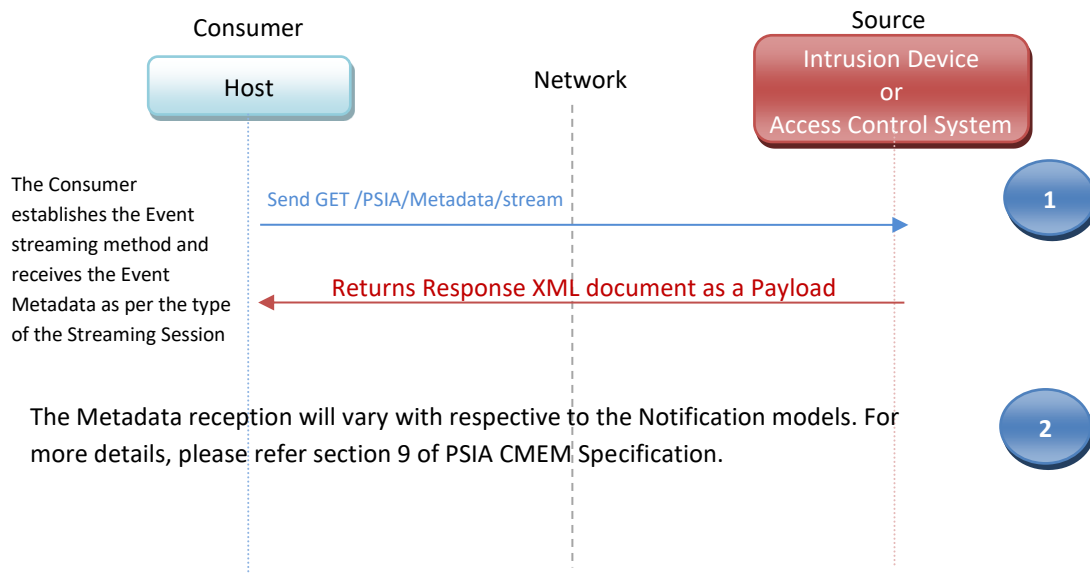 Consumer
Source
Host
Network
Intrusion Device
or
Access Control System
The Consumer
establishes the Event
streaming method and
receives the Event
Metadata as per the type
of the Streaming Session
Send GET /PSIA/Metadata/stream
1
Returns Response XML document as a Payload
The Metadata reception will vary with respective to the Notification models. For
more details, please refer section 9 of PSIA CMEM Specification.
2